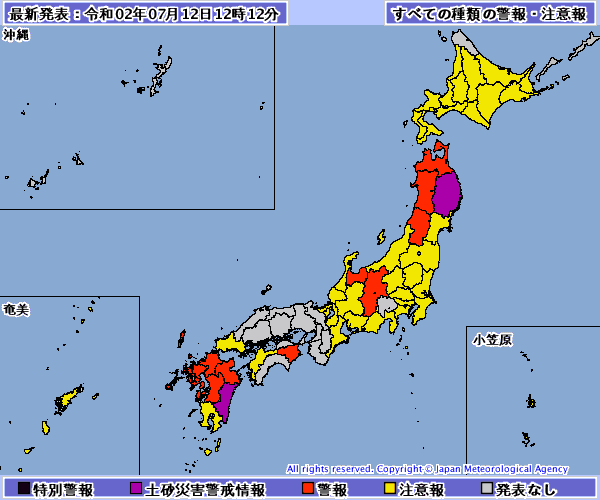 最新発表：令和02年07月12日12時12分
すべての種類の警報・注意報
沖縄
奄美
小笠原
All rights reserved. Copyright © Japan Meteorological Agency
特別警報
土砂災害警戒情報
警報
注意報
発表なし